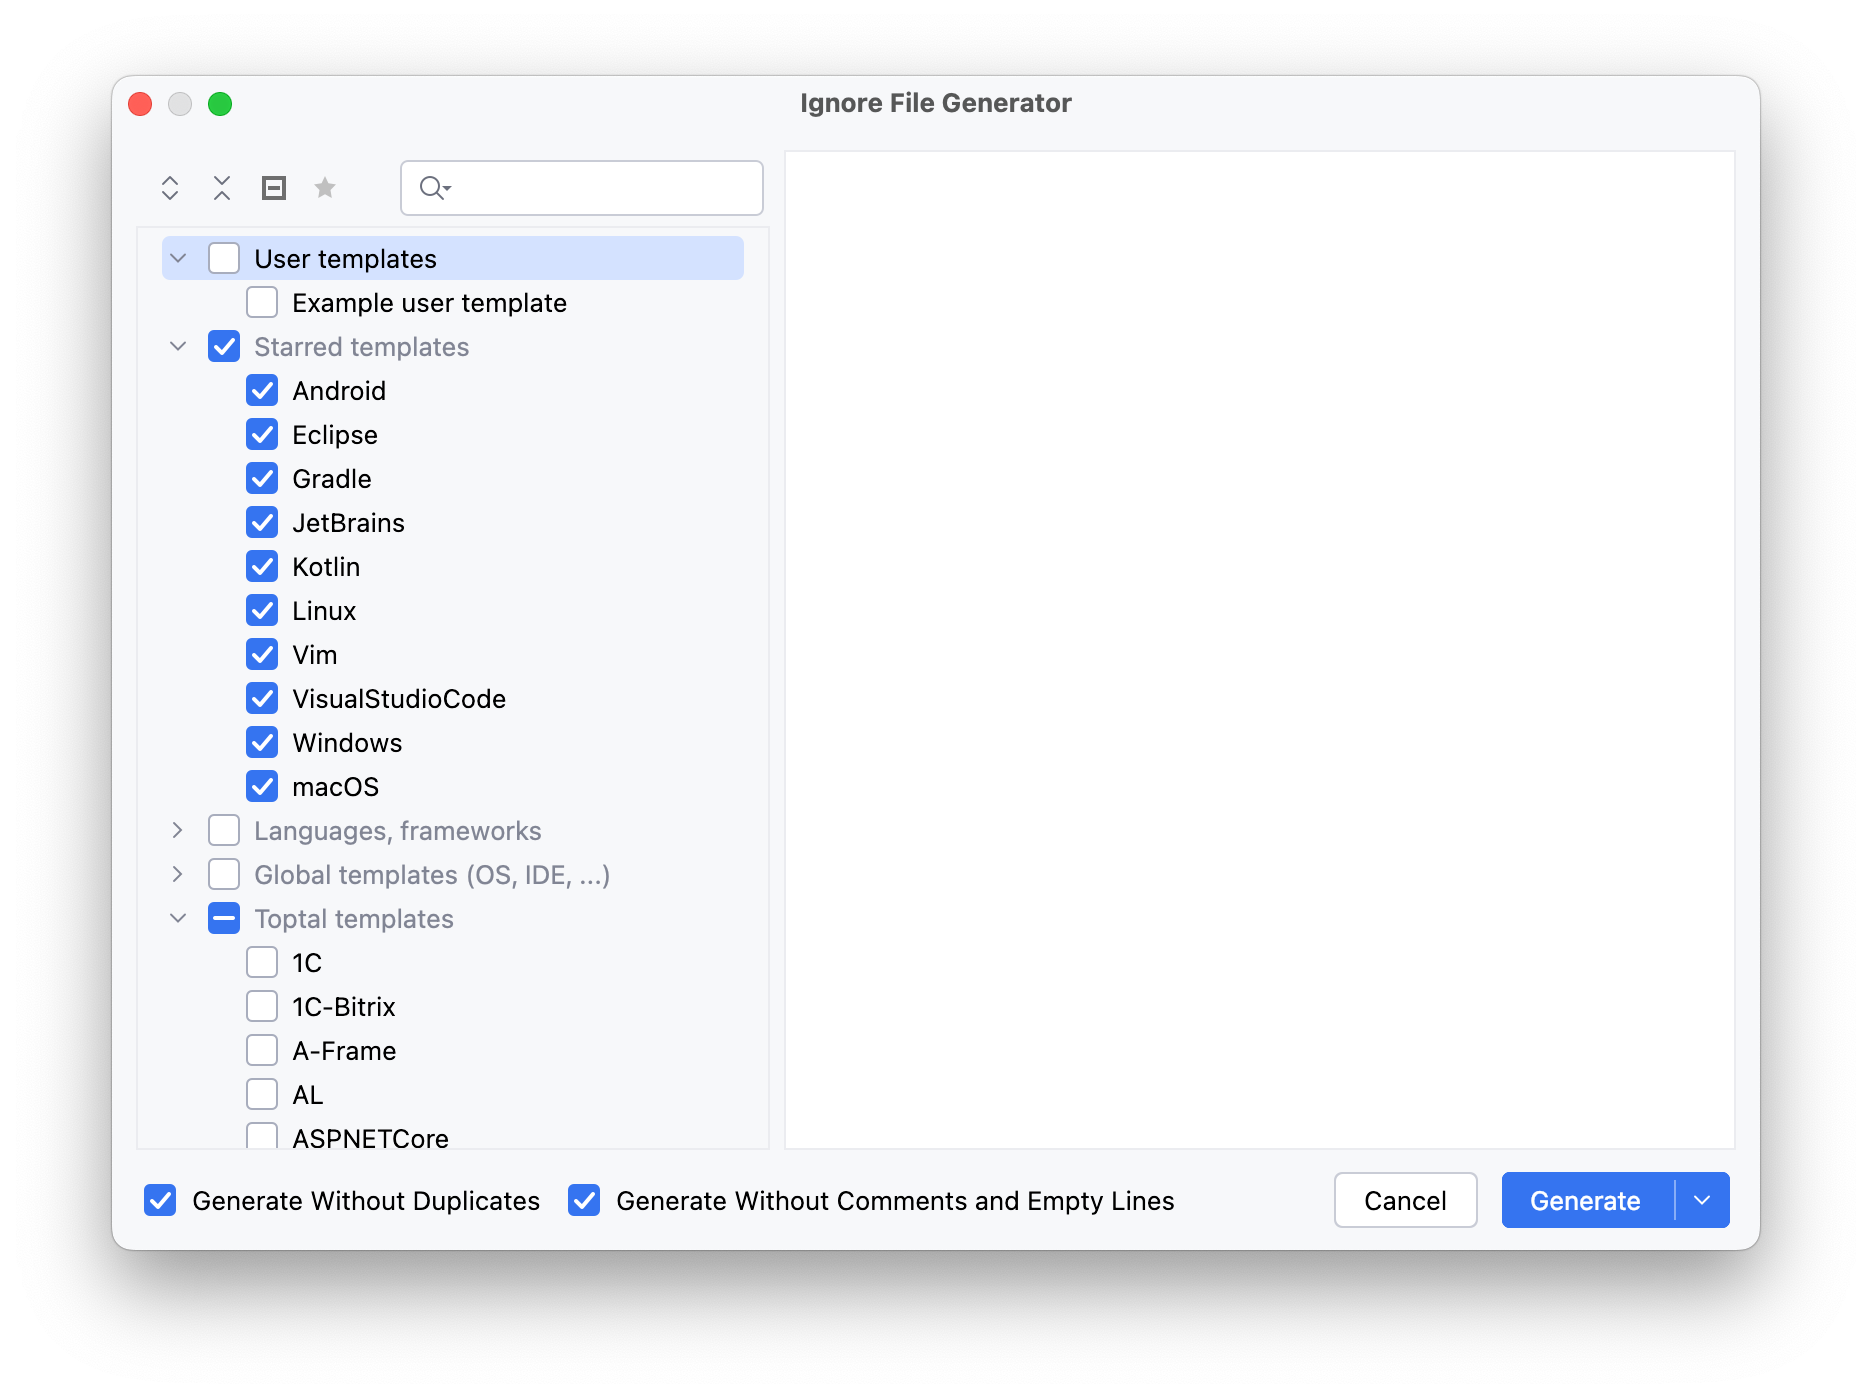 Ignore File Generator
User templates
Example user template
Starred templates
Android
Eclipse
Gradle
JetBrains
Kotlin
Linux
Vim
VisualStudioCode
Windows
macOS
Languages, frameworks
Global templates (OS, IDE, ...)
Toptal templates
1C
1C-Bitrix
A-Frame
AL
ASPNETCore
Generate Without Duplicates
Generate Without Comments and Empty Lines
Cancel
Generate